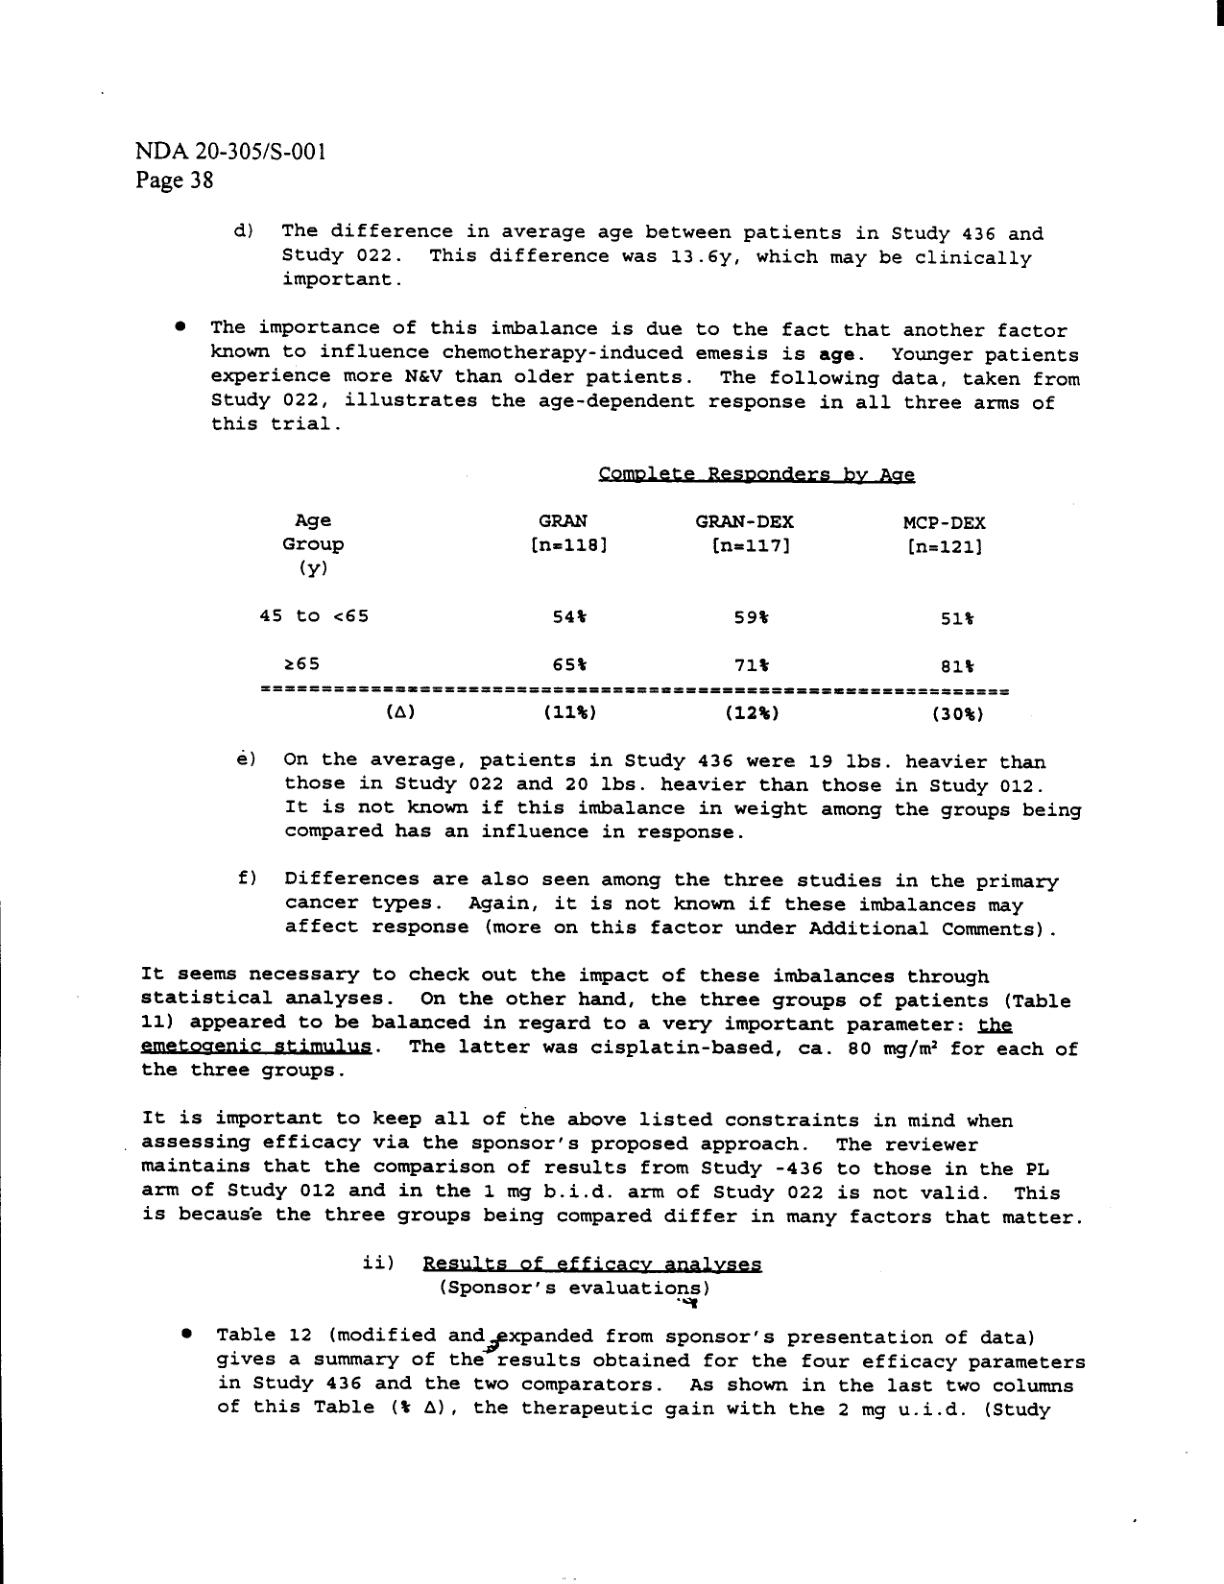 NDA 20-305/S-001
Page 38
d) The difference in average age between patients in Study 436 and
Study 022. This difference was 13.6y, which may be clinically
important.
● The importance of this imbalance is due to the fact that another factor
known to influence chemotherapy-induced emesis is age. Younger patients
experience more N&V than older patients. The following data, taken from
Study 022, illustrates the age-dependent response in all three arms of
this trial.
Complete Responders by Age
Age GRAN GRAN-DEX MCP-DEX
Group [n=118] [n=117] [n=121]
(y)
45 to <65 54% 59% 51%
≥65 65% 71% 81%
=============================================================
(Δ) (11%) (12%) (30%)
e) On the average, patients in Study 436 were 19 lbs. heavier than
those in Study 022 and 20 lbs. heavier than those in Study 012.
It is not known if this imbalance in weight among the groups being
compared has an influence in response.
f) Differences are also seen among the three studies in the primary
cancer types. Again, it is not known if these imbalances may
affect response (more on this factor under Additional Comments).
It seems necessary to check out the impact of these imbalances through
statistical analyses. On the other hand, the three groups of patients (Table
11) appeared to be balanced in regard to a very important parameter: the
emetogenic stimulus. The latter was cisplatin-based, ca. 80 mg/m² for each of
the three groups.
It is important to keep all of the above listed constraints in mind when
assessing efficacy via the sponsor's proposed approach. The reviewer
maintains that the comparison of results from Study -436 to those in the PL
arm of Study 012 and in the 1 mg b.i.d. arm of Study 022 is not valid. This
is because the three groups being compared differ in many factors that matter.
ii) Results of efficacy analyses
(Sponsor's evaluations)
● Table 12 (modified and expanded from sponsor's presentation of data)
gives a summary of the results obtained for the four efficacy parameters
in Study 436 and the two comparators. As shown in the last two columns
of this Table (% Δ), the therapeutic gain with the 2 mg u.i.d. (Study